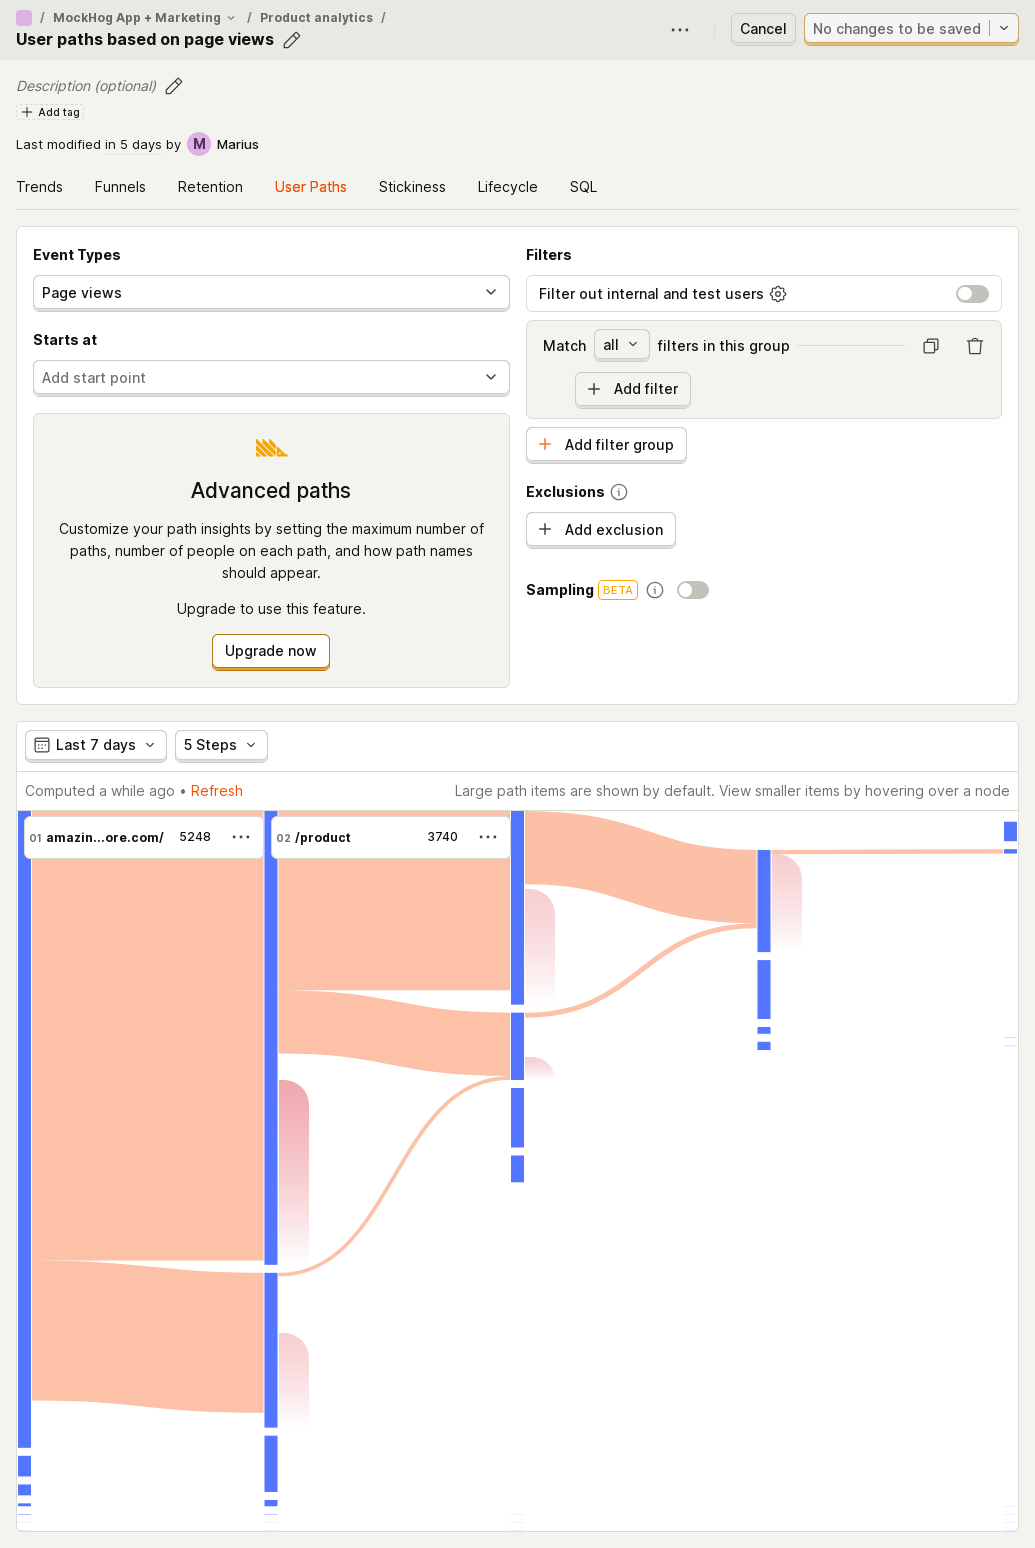 / MockHog App + Marketing / Product analytics /
User paths based on page views
Cancel
No changes to be saved
Description (optional)
Add tag
Last modified in 5 days by M Marius
Trends Funnels Retention User Paths Stickiness Lifecycle SQL
Event Types
Page views
Starts at
Add start point
Advanced paths
Customize your path insights by setting the maximum number of
paths, number of people on each path, and how path names
should appear.
Upgrade to use this feature.
Upgrade now
Filters
Filter out internal and test users
Match all filters in this group
Add filter
Add filter group
Exclusions
Add exclusion
Sampling BETA
Last 7 days 5 Steps
Computed a while ago • Refresh
Large path items are shown by default. View smaller items by hovering over a node
01 amazin...ore.com/ 5248
02 /product 3740